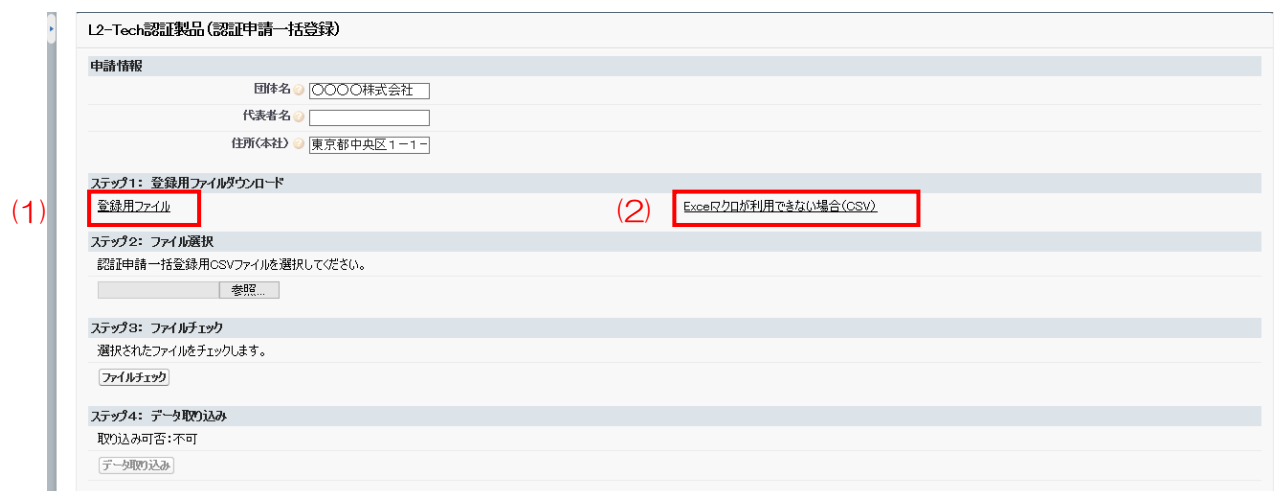 L2-Tech認証製品(認証申請一括登録)
申請情報
団体名 〇〇〇〇株式会社
代表者名
住所(本社) 東京都中央区1-1-
ステップ1: 登録用ファイルダウンロード
(1) 登録用ファイル (2) Excelマクロが利用できない場合(CSV)
ステップ2: ファイル選択
認証申請一括登録用CSVファイルを選択してください。
参照...
ステップ3: ファイルチェック
選択されたファイルをチェックします。
ファイルチェック
ステップ4: データ取り込み
取り込み可否:不可
データ取り込み